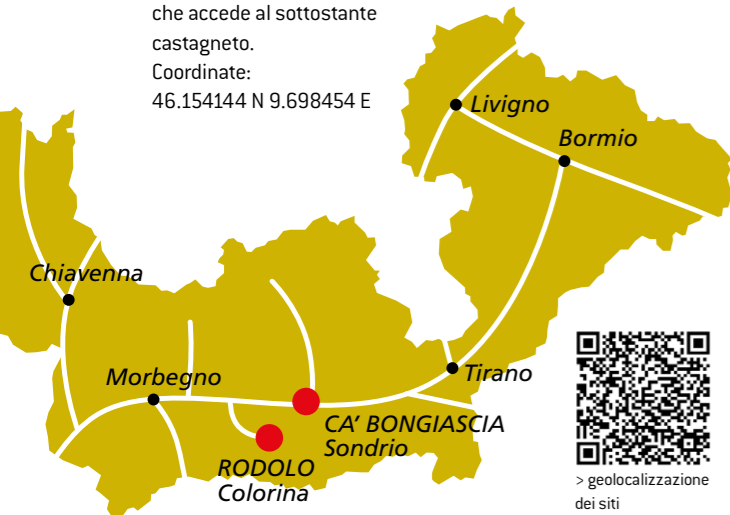 che accede al sottostante
castagneto.
Coordinate:
46.154144 N 9.698454 E
Livigno
Bormio
Chiavenna
Morbegno
Tirano
CA’ BONGIASCIA
Sondrio
RODOLO
Colorina
> geolocalizzazione
dei siti